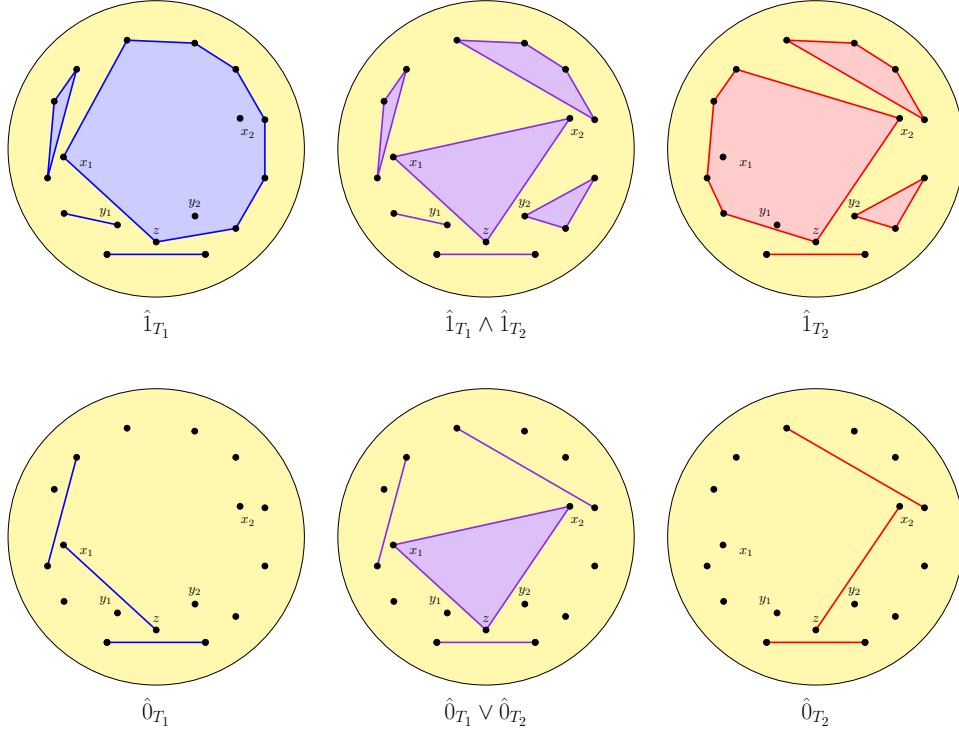 x₂
x₁
y₁
y₂
z
1̂_{T₁}
x₂
x₁
y₁
y₂
z
1̂_{T₁} ∧ 1̂_{T₂}
x₂
x₁
y₁
y₂
z
1̂_{T₂}
x₂
x₁
y₁
y₂
z
0̂_{T₁}
x₂
x₁
y₁
y₂
z
0̂_{T₁} ∨ 0̂_{T₂}
x₂
x₁
y₁
y₂
z
0̂_{T₂}